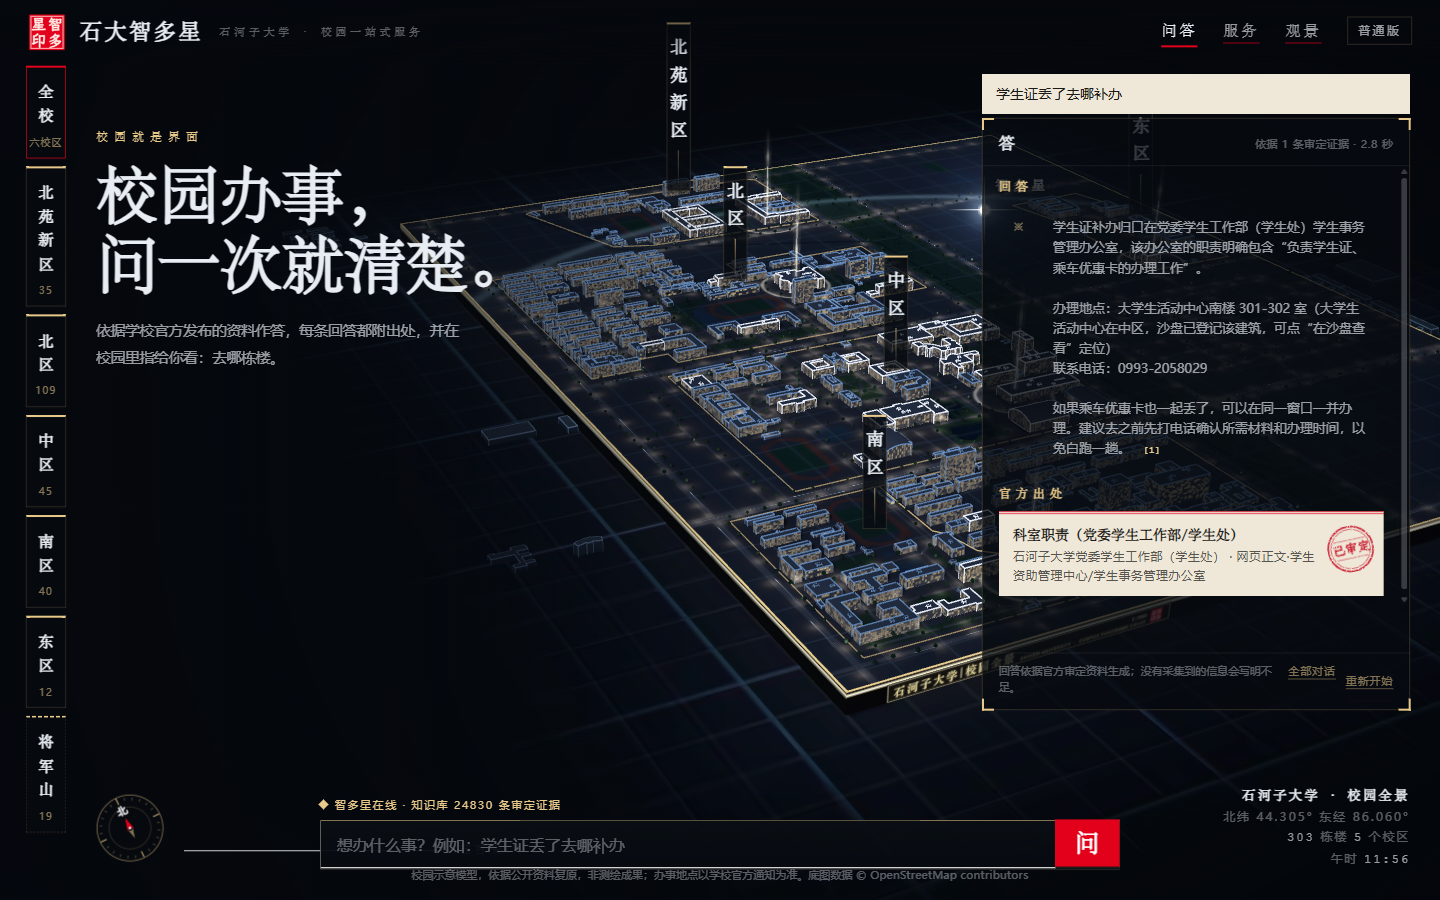 智多星印
石大智多星
石河子大学 · 校园一站式服务
问答
服务
观景
普通版
全校
六校区
北苑新区
35
北区
109
中区
45
南区
40
东区
12
将军山
19
校园就是界面
校园办事，
问一次就清楚。
依据学校官方发布的资料作答，每条回答都附出处，并在
校园里指给你看：去哪栋楼。
北苑新区
北区
中区
南区
东区
石河子大学
学生证丢了去哪补办
答
依据 1 条审定证据 · 2.8 秒
回答
学生证补办归口在党委学生工作部（学生处）学生事务
管理办公室，该办公室的职责明确包含“负责学生证、
乘车优惠卡的办理工作”。
办理地点：大学生活动中心南楼 301-302 室（大学生
活动中心在中区，沙盘已登记该建筑，可点“在沙盘查
看”定位）
联系电话：0993-2058029
如果乘车优惠卡也一起丢了，可以在同一窗口一并办
理。建议去之前先打电话确认所需材料和办理时间，以
免白跑一趟。 [1]
官方出处
科室职责（党委学生工作部/学生处）
石河子大学党委学生工作部（学生处） · 网页正文·学生
资助管理中心/学生事务管理办公室
已审定
回答依据官方审定资料生成；没有采集到的信息会写明不
足。
全部对话
重新开始
北
智多星在线 · 知识库 24830 条审定证据
想办什么事？例如：学生证丢了去哪补办
问
校园示意模型，依据公开资料复原，非测绘成果；办事地点以学校官方通知为准。底图数据 © OpenStreetMap contributors
石河子大学 · 校园全景
北纬 44.305° 东经 86.060°
303 栋楼 5 个校区
午时 11:56